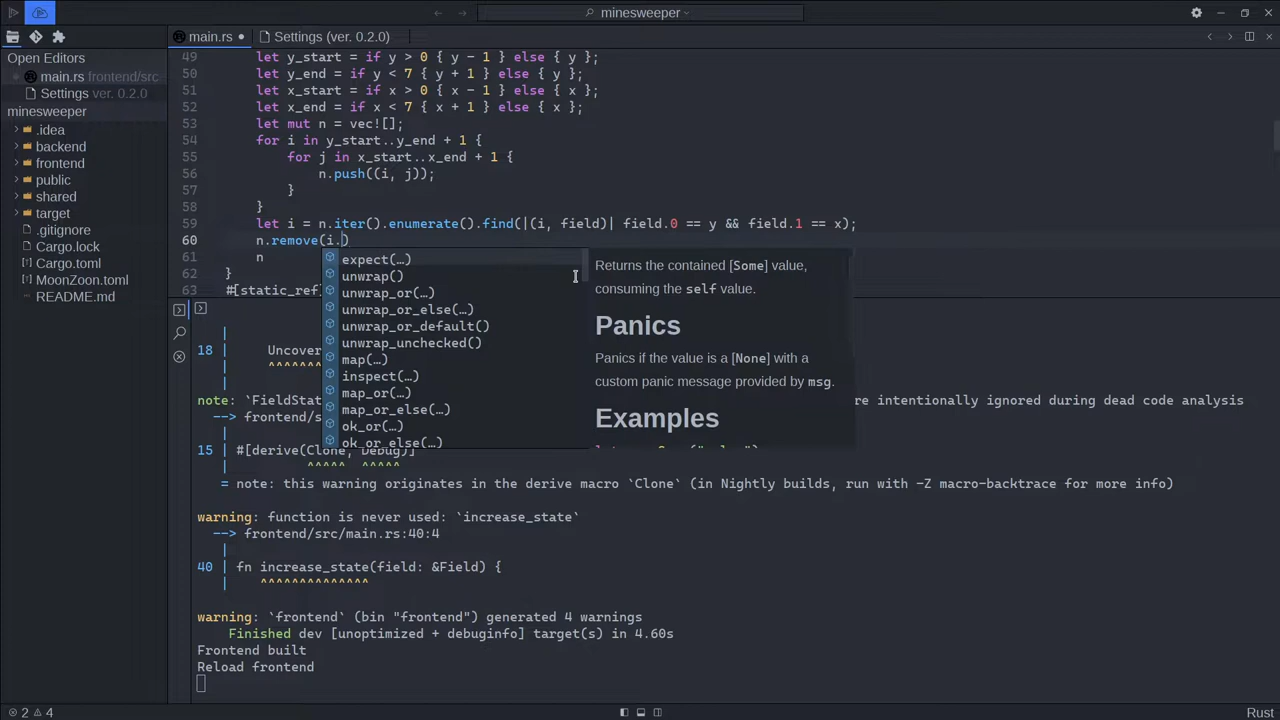 minesweeper
main.rs
Settings (ver. 0.2.0)
Open Editors
main.rs frontend/src
Settings ver. 0.2.0
minesweeper
.idea
backend
frontend
public
shared
target
.gitignore
Cargo.lock
Cargo.toml
MoonZoon.toml
README.md
49 let y_start = if y > 0 { y - 1 } else { y };
50 let y_end = if y < 7 { y + 1 } else { y };
51 let x_start = if x > 0 { x - 1 } else { x };
52 let x_end = if x < 7 { x + 1 } else { x };
53 let mut n = vec![];
54 for i in y_start..y_end + 1 {
55 for j in x_start..x_end + 1 {
56 n.push((i, j));
57 }
58 }
59 let i = n.iter().enumerate().find(|(i, field)| field.0 == y && field.1 == x);
60 n.remove(i.)
61 n
62 }
63 #[static_ref]
expect(…)
unwrap()
unwrap_or(…)
unwrap_or_else(…)
unwrap_or_default()
unwrap_unchecked()
map(…)
inspect(…)
map_or(…)
map_or_else(…)
ok_or(…)
ok_or_else(…)
Returns the contained [Some] value,
consuming the self value.
Panics
Panics if the value is a [None] with a
custom panic message provided by msg.
Examples
|
18 | Uncover
| ^^^^^^^
note: `FieldStat
re intentionally ignored during dead code analysis
--> frontend/s
|
15 | #[derive(Clone, Debug)]
| ^^^^^ ^^^^^
= note: this warning originates in the derive macro `Clone` (in Nightly builds, run with -Z macro-backtrace for more info)
warning: function is never used: `increase_state`
--> frontend/src/main.rs:40:4
|
40 | fn increase_state(field: &Field) {
| ^^^^^^^^^^^^^^
warning: `frontend` (bin "frontend") generated 4 warnings
Finished dev [unoptimized + debuginfo] target(s) in 4.60s
Frontend built
Reload frontend
2 4
Rust